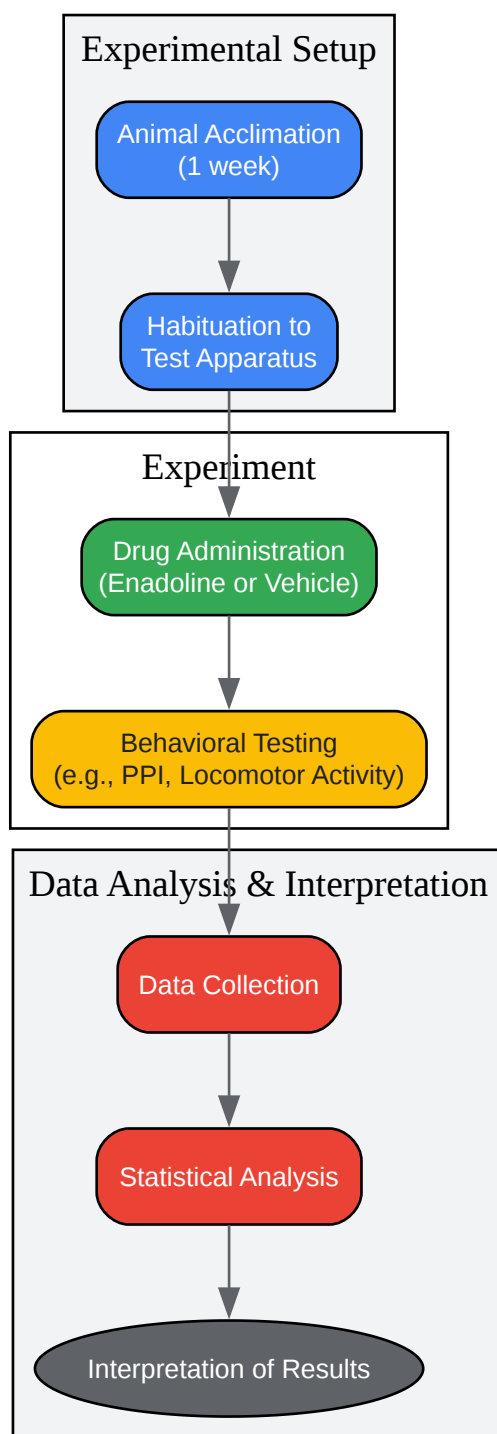 Experimental Setup
Animal Acclimation
(1 week)
Habituation to
Test Apparatus
Experiment
Drug Administration
(Enadoline or Vehicle)
Behavioral Testing
(e.g., PPI, Locomotor Activity)
Data Analysis & Interpretation
Data Collection
Statistical Analysis
Interpretation of Results